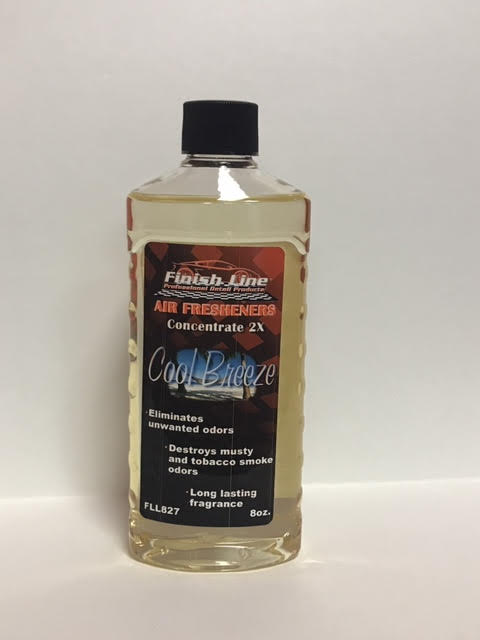 Finish Line
Professional Detail Products
AIR FRESHENERS
Concentrate 2X
Cool Breeze
·Eliminates
unwanted odors
·Destroys musty
and tobacco smoke
odors
·Long lasting
fragrance
FLL827 8oz.